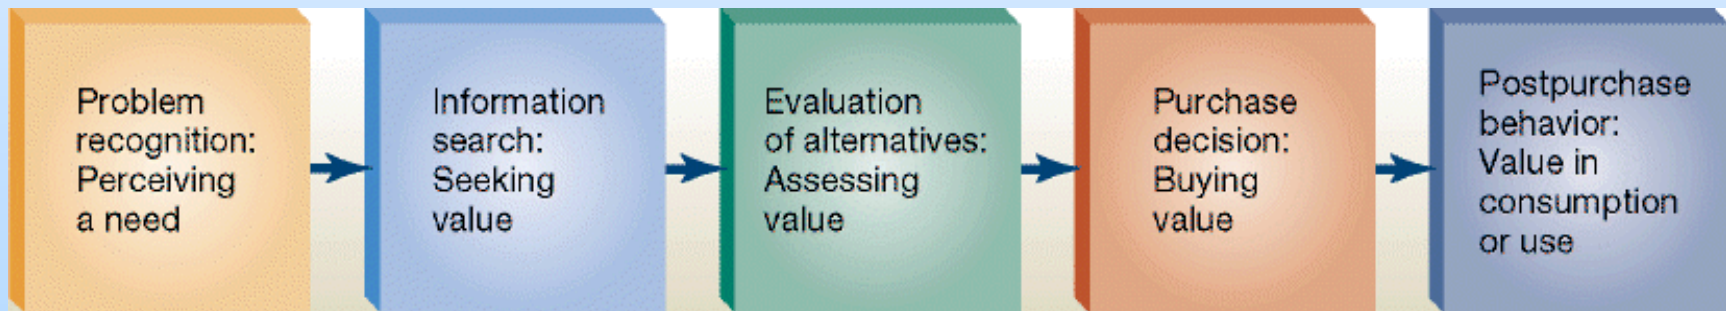 Problem
recognition:
Perceiving
a need
Information
search:
Seeking
value
Evaluation
of alternatives:
Assessing
value
Purchase
decision:
Buying
value
Postpurchase
behavior:
Value in
consumption
or use